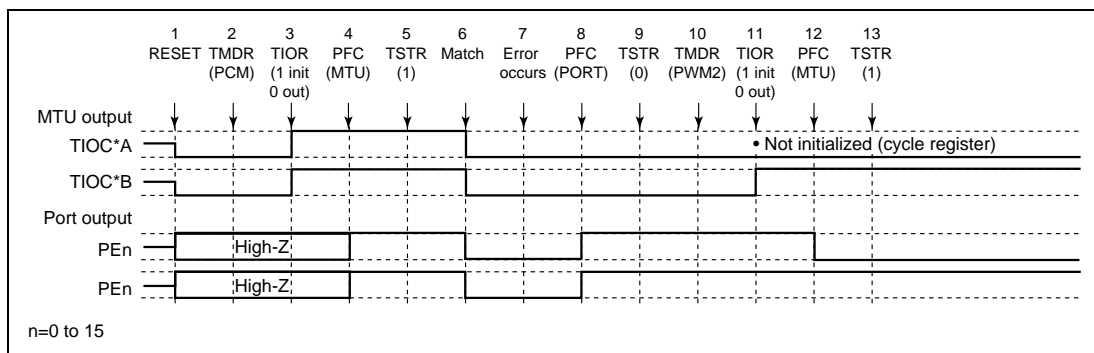 1 2 3 4 5 6 7 8 9 10 11 12 13
RESET TMDR TIOR PFC TSTR Match Error PFC TSTR TMDR TIOR PFC TSTR
(PCM) (1 init (MTU) (1) occurs (PORT) (0) (PWM2) (1 init (MTU) (1)
0 out) 0 out)
MTU output
TIOC*A
• Not initialized (cycle register)
TIOC*B
Port output
PEn
High-Z
PEn
High-Z
n=0 to 15